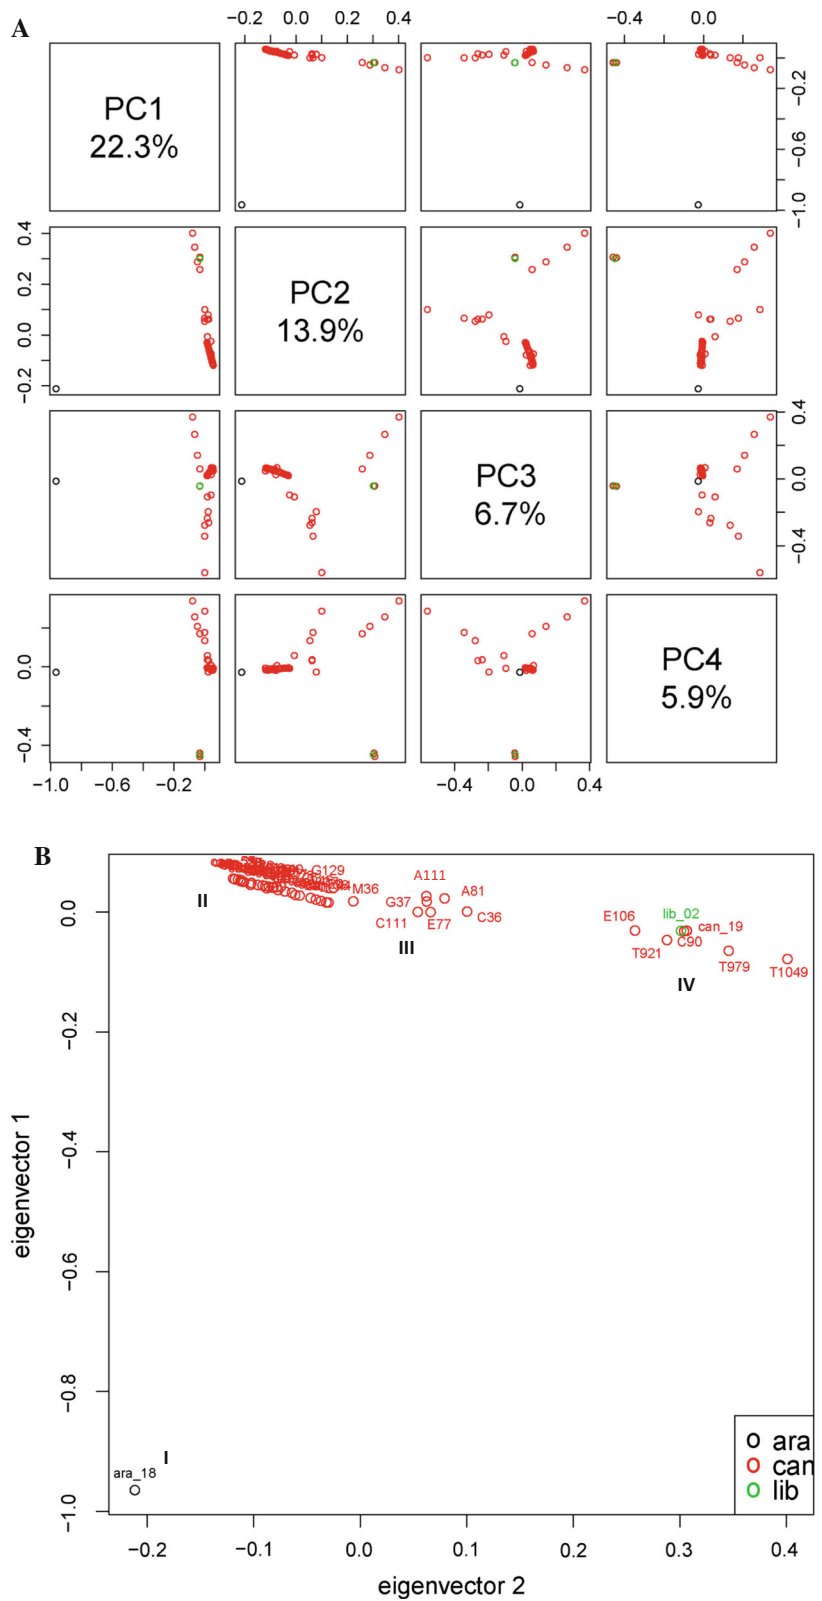 A
−0.2 0.0 0.2 0.4
−0.4 0.0
PC1
22.3%
−0.2
−0.6
−1.0
0.4
0.2
0.0
−0.2
PC2
13.9%
PC3
6.7%
0.4
0.0
−0.4
0.0
−0.4
PC4
5.9%
−1.0 −0.6 −0.2
−0.4 0.0 0.4
B
G129
II
M36
A111
A81
G37
C111
E77
C36
III
E106
lib_02
can_19
T921
C90
T979
T1049
IV
0.0
−0.2
−0.4
−0.6
−0.8
−1.0
eigenvector 1
I
ara_18
ara
can
lib
−0.2 −0.1 0.0 0.1 0.2 0.3 0.4
eigenvector 2